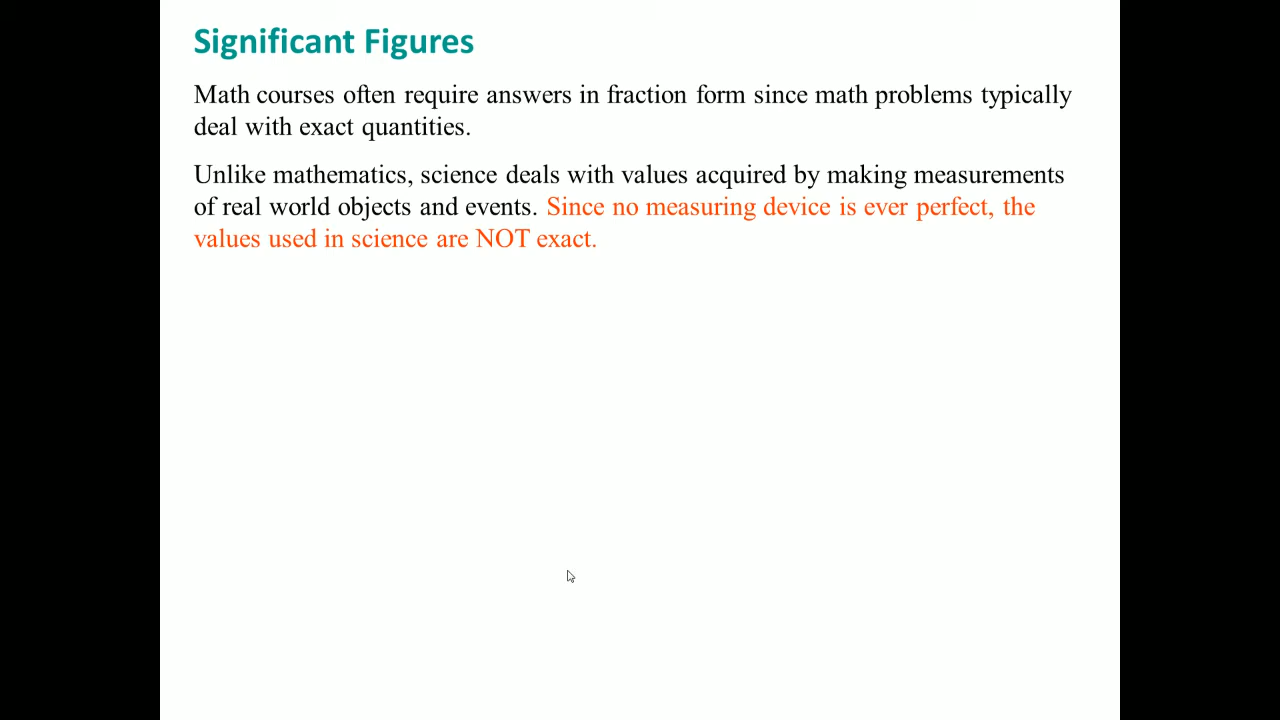 Significant Figures
Math courses often require answers in fraction form since math problems typically
deal with exact quantities.
Unlike mathematics, science deals with values acquired by making measurements
of real world objects and events. Since no measuring device is ever perfect, the
values used in science are NOT exact.